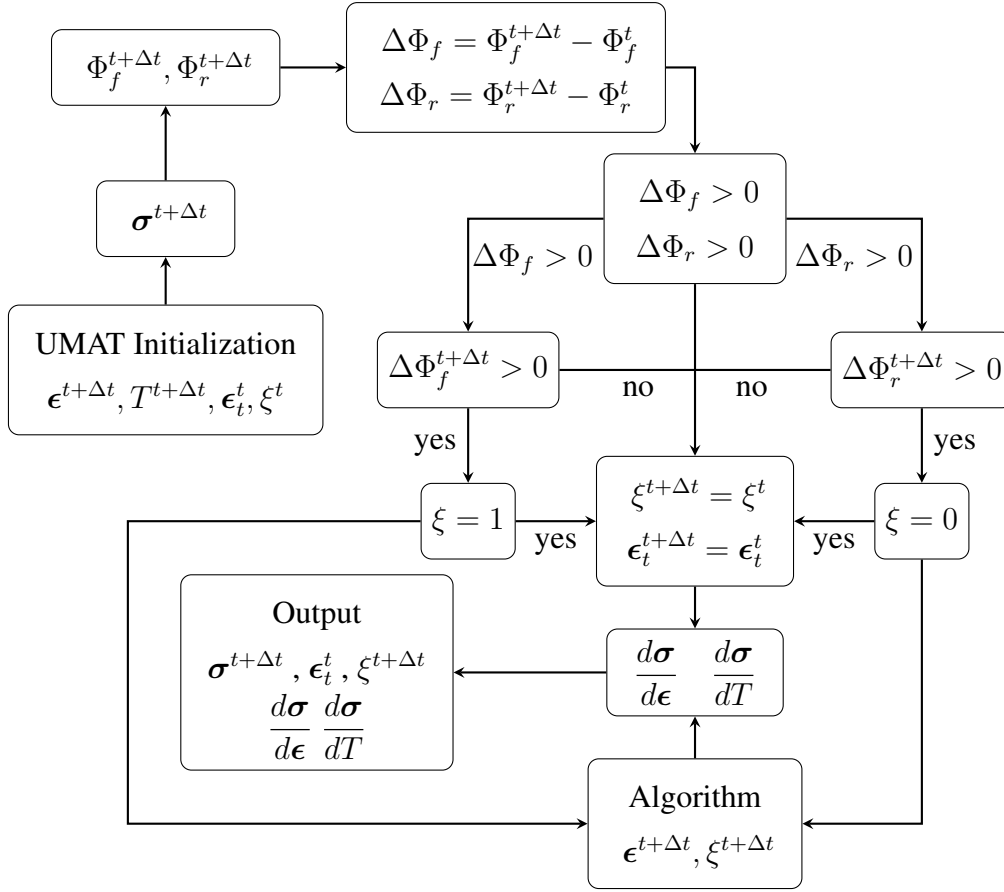 Φ_f^{t+Δt}, Φ_r^{t+Δt}
ΔΦ_f = Φ_f^{t+Δt} − Φ_f^t
ΔΦ_r = Φ_r^{t+Δt} − Φ_r^t
σ^{t+Δt}
UMAT Initialization
ϵ^{t+Δt}, T^{t+Δt}, ϵ_t^t, ξ^t
ΔΦ_f > 0
ΔΦ_r > 0
ΔΦ_f > 0
ΔΦ_r > 0
ΔΦ_f^{t+Δt} > 0
no
no
ΔΦ_r^{t+Δt} > 0
yes
yes
ξ = 1
yes
ξ^{t+Δt} = ξ^t
ϵ_t^{t+Δt} = ϵ_t^t
yes
ξ = 0
Output
σ^{t+Δt} , ϵ_t^t , ξ^{t+Δt}
dσ/dϵ dσ/dT
dσ/dϵ dσ/dT
Algorithm
ϵ^{t+Δt}, ξ^{t+Δt}